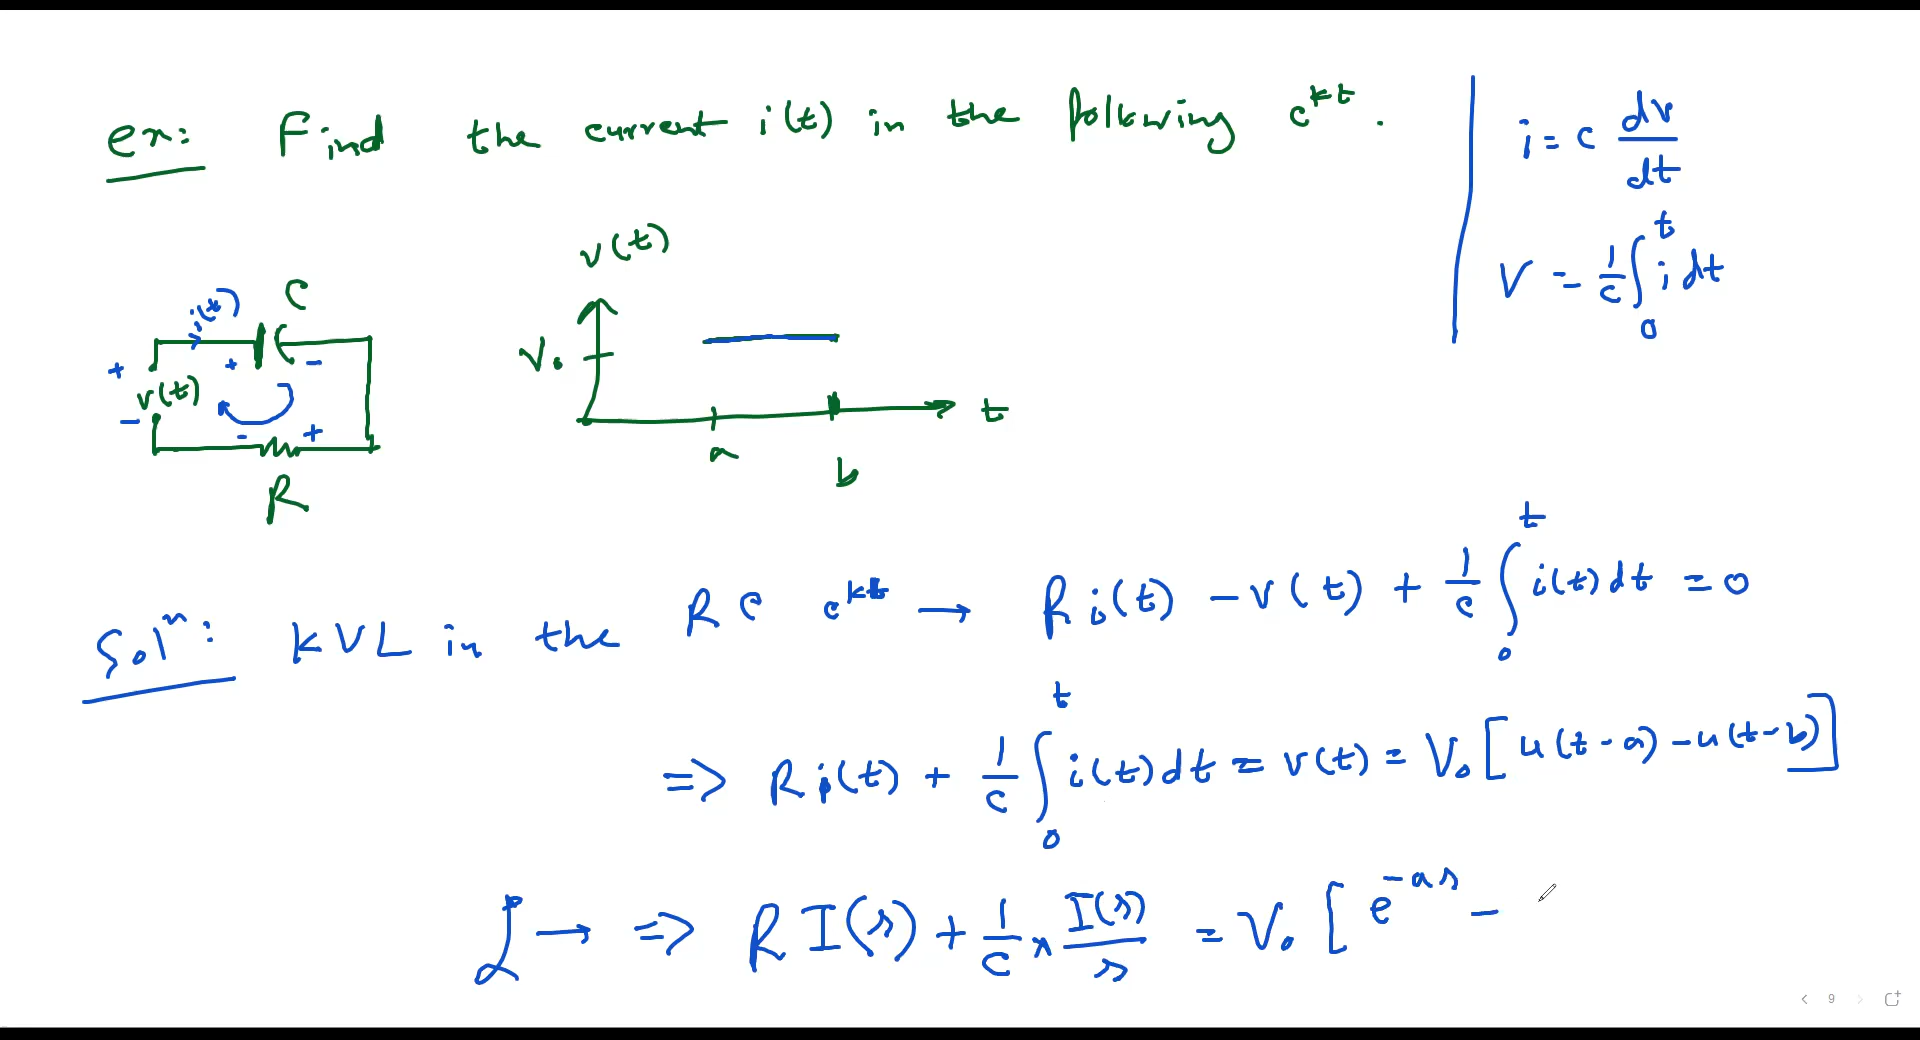 ex: Find the current i(t) in the following ckt.
i = c dv/dt
V = 1/c ∫₀ᵗ i dt
v(t)
V₀
t
a
b
C
i(t)
+ -
+ v(t) -
- +
R
Solⁿ: KVL in the RC ckt → R i(t) - v(t) + 1/c ∫₀ᵗ i(t) dt = 0
=> R i(t) + 1/c ∫₀ᵗ i(t) dt = v(t) = V₀ [u(t-a) - u(t-b)]
ℒ → => R I(s) + 1/c × I(s)/s = V₀ [e^-as -
9